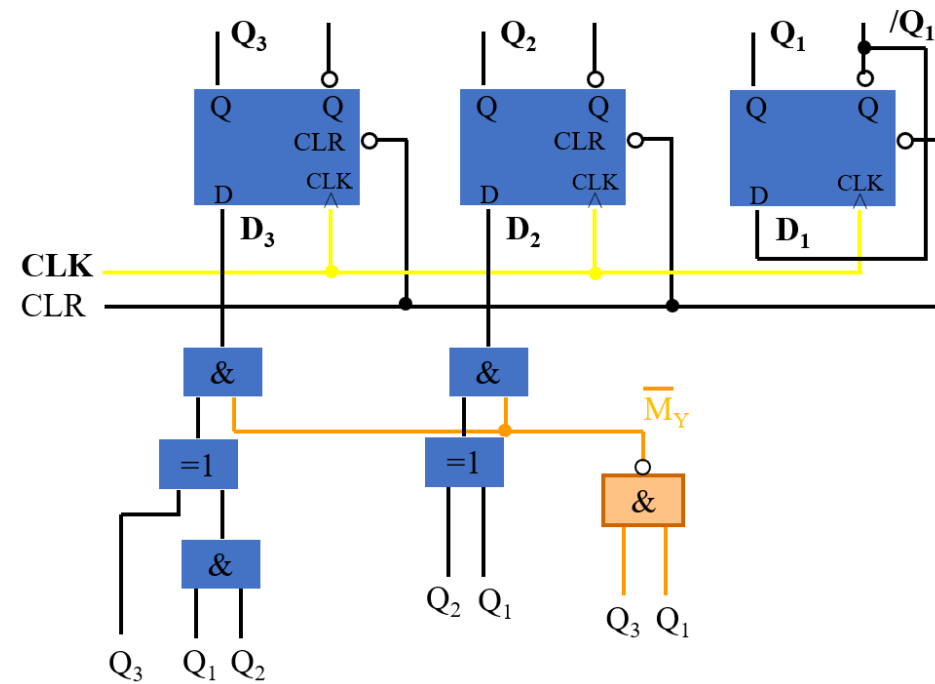 Q₃ Q₂ Q₁ /Q₁
Q Q Q Q Q Q
CLR CLR
D CLK D CLK D CLK
D₃ D₂ D₁
CLK
CLR
& &
M̅Y
=1 =1 &
&
Q₂ Q₁ Q₃ Q₁
Q₃ Q₁ Q₂